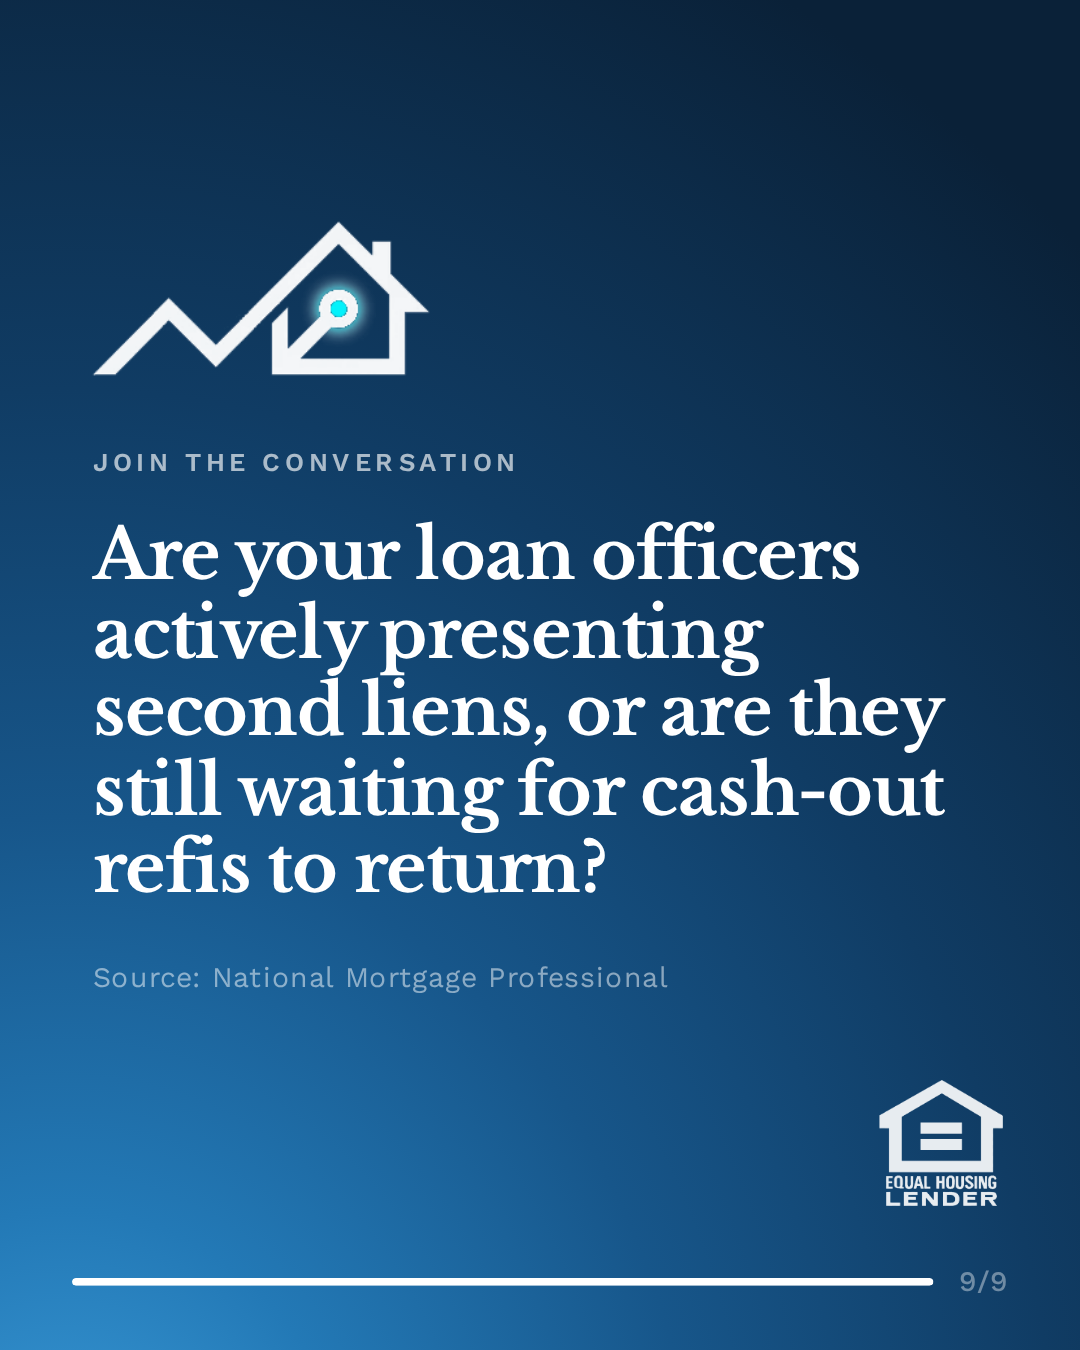 JOIN THE CONVERSATION
Are your loan officers
actively presenting
second liens, or are they
still waiting for cash-out
refis to return?
Source: National Mortgage Professional
EQUAL HOUSING
LENDER
9/9